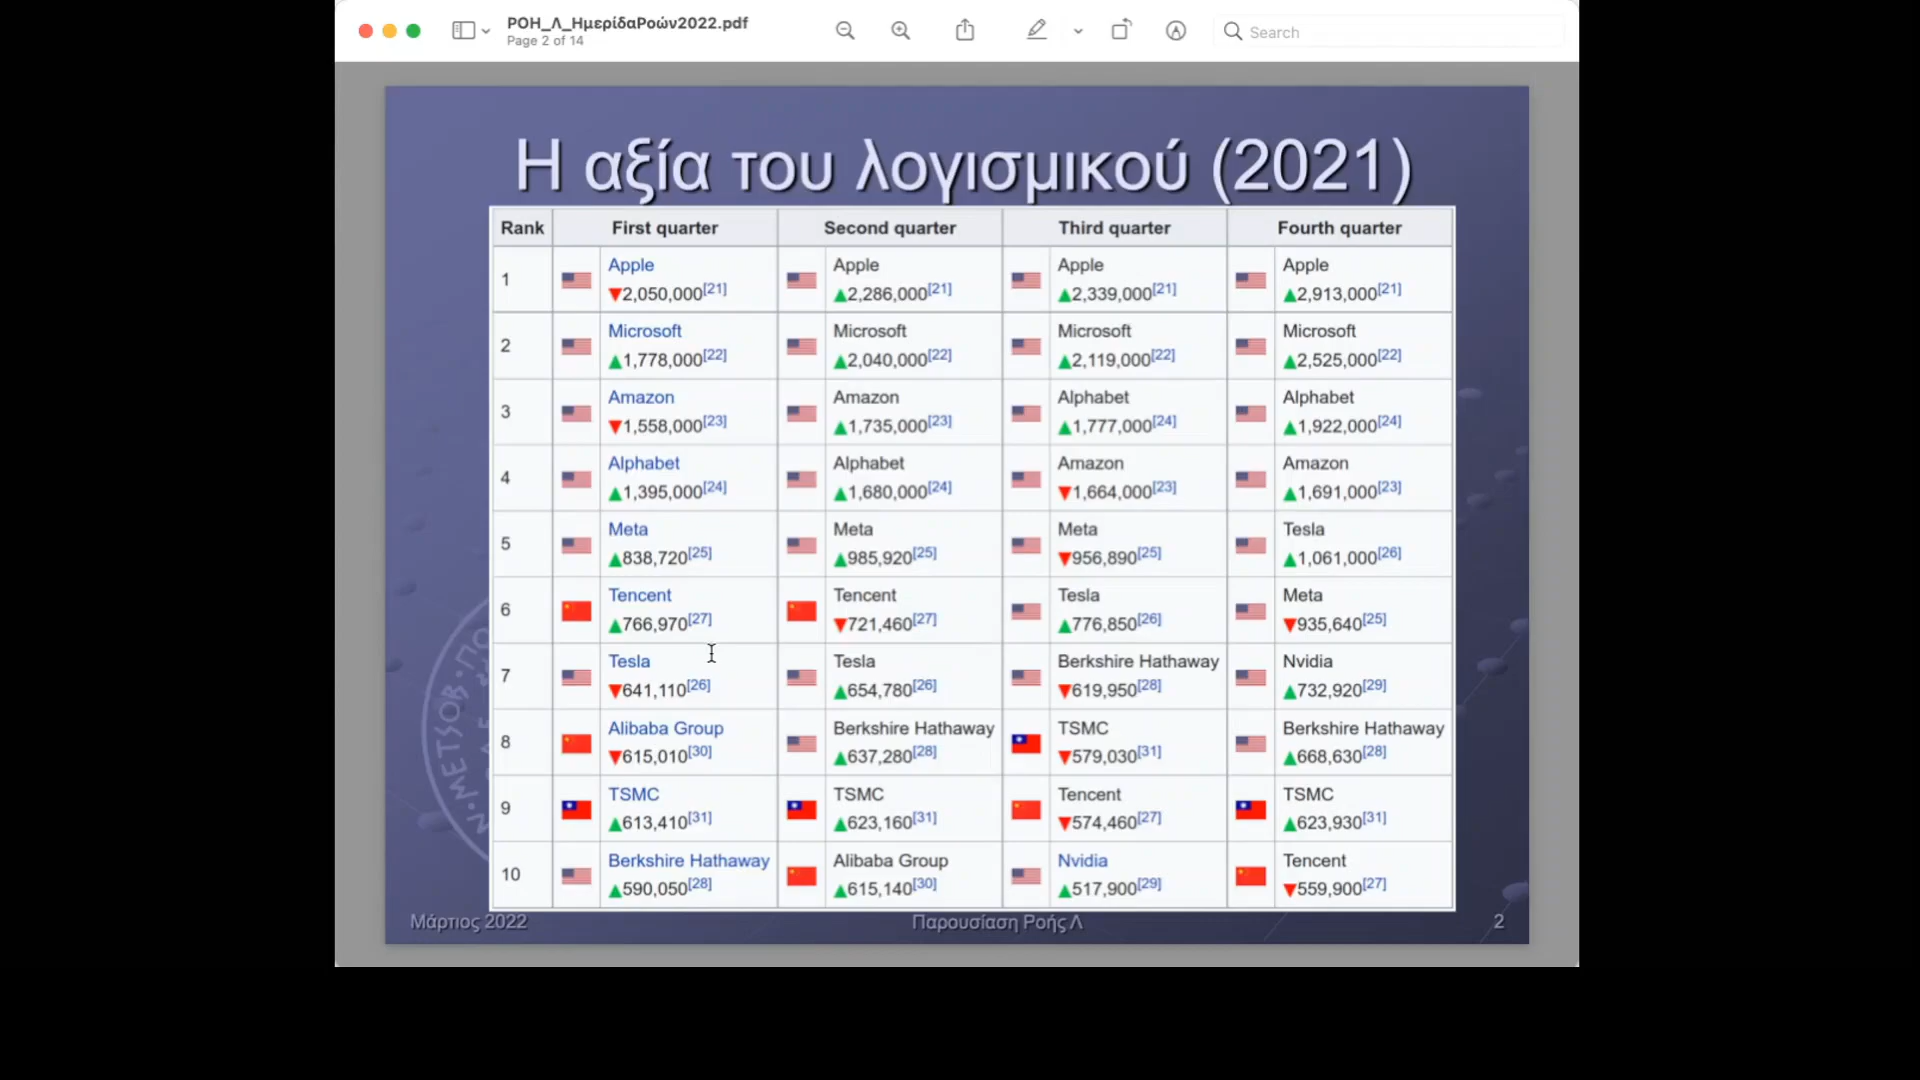 ΡΟΗ_Λ_ΗμερίδαΡοών2022.pdf
Page 2 of 14
Search
Η αξία του λογισμικού (2021)
Rank First quarter Second quarter Third quarter Fourth quarter
1 Apple ▼2,050,000[21] Apple ▲2,286,000[21] Apple ▲2,339,000[21] Apple ▲2,913,000[21]
2 Microsoft ▲1,778,000[22] Microsoft ▲2,040,000[22] Microsoft ▲2,119,000[22] Microsoft ▲2,525,000[22]
3 Amazon ▼1,558,000[23] Amazon ▲1,735,000[23] Alphabet ▲1,777,000[24] Alphabet ▲1,922,000[24]
4 Alphabet ▲1,395,000[24] Alphabet ▲1,680,000[24] Amazon ▼1,664,000[23] Amazon ▲1,691,000[23]
5 Meta ▲838,720[25] Meta ▲985,920[25] Meta ▼956,890[25] Tesla ▲1,061,000[26]
6 Tencent ▲766,970[27] Tencent ▼721,460[27] Tesla ▲776,850[26] Meta ▼935,640[25]
7 Tesla ▼641,110[26] Tesla ▲654,780[26] Berkshire Hathaway ▼619,950[28] Nvidia ▲732,920[29]
8 Alibaba Group ▼615,010[30] Berkshire Hathaway ▲637,280[28] TSMC ▼579,030[31] Berkshire Hathaway ▲668,630[28]
9 TSMC ▲613,410[31] TSMC ▲623,160[31] Tencent ▼574,460[27] TSMC ▲623,930[31]
10 Berkshire Hathaway ▲590,050[28] Alibaba Group ▲615,140[30] Nvidia ▲517,900[29] Tencent ▼559,900[27]
Μάρτιος 2022 Παρουσίαση Ροής Λ 2